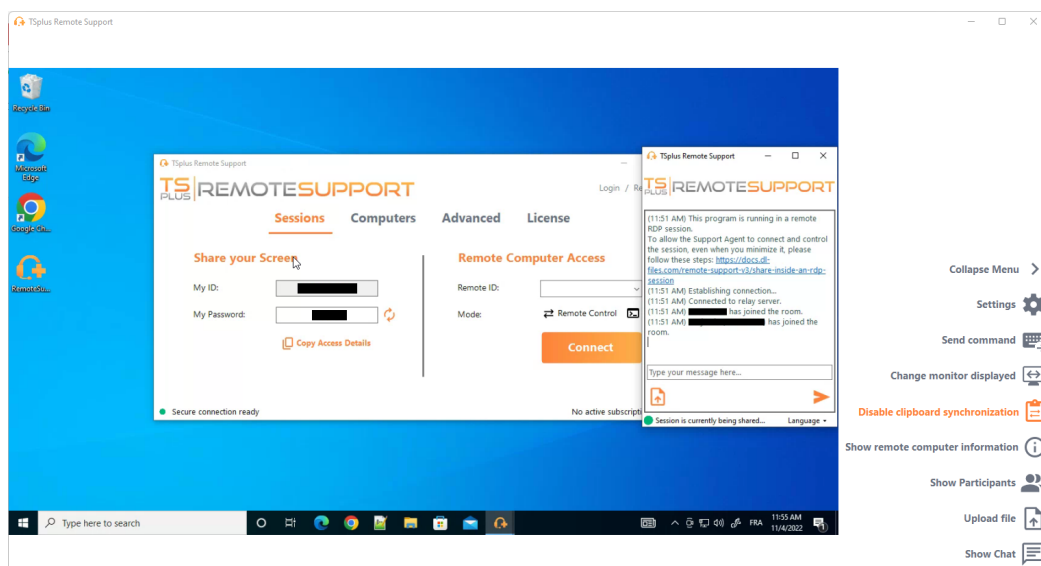 TSplus Remote Support
Recycle Bin
Microsoft
Edge
Google Ch...
RemoteSu...
TSplus Remote Support
TS PLUS REMOTESUPPORT
Login / Re
Sessions Computers Advanced License
Share your Screen
My ID:
My Password:
Copy Access Details
Remote Computer Access
Remote ID:
Mode: Remote Control
Connect
Secure connection ready
No active subscripti
TSplus Remote Support
TS PLUS REMOTESUPPORT
(11:51 AM) This program is running in a remote
RDP session.
To allow the Support Agent to connect and control
the session, even when you minimize it, please
follow these steps: https://docs.dl-
files.com/remote-support-v3/share-inside-an-rdp-
session
(11:51 AM) Establishing connection...
(11:51 AM) Connected to relay server.
(11:51 AM) has joined the room.
(11:51 AM) has joined the
room.
Type your message here...
Session is currently being shared... Language
Collapse Menu
Settings
Send command
Change monitor displayed
Disable clipboard synchronization
Show remote computer information
Show Participants
Upload file
Show Chat
Type here to search
FRA
11:55 AM
11/4/2022
1